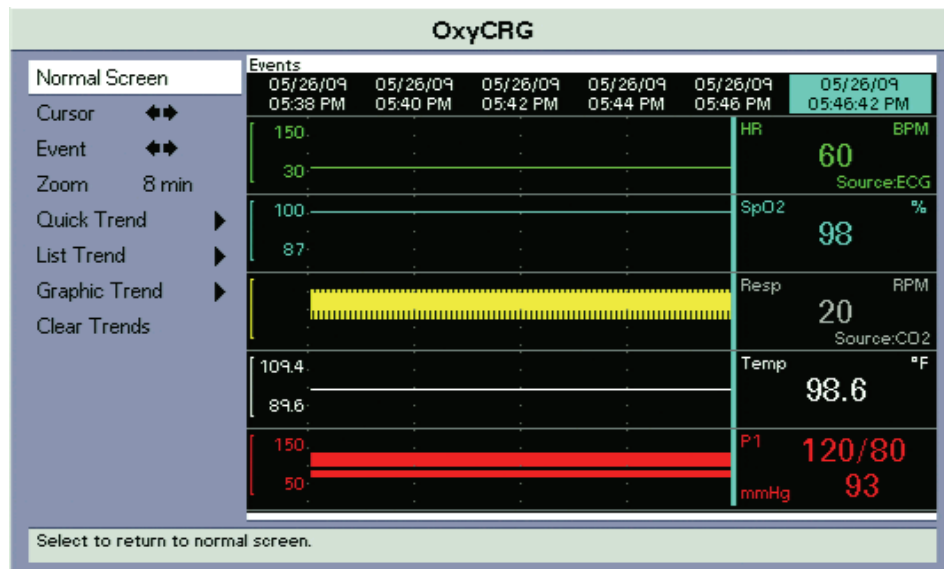 OxyCRG
Normal Screen
Cursor
Event
Zoom 8 min
Quick Trend
List Trend
Graphic Trend
Clear Trends
Events
05/26/09 05/26/09 05/26/09 05/26/09 05/26/09 05/26/09
05:38 PM 05:40 PM 05:42 PM 05:44 PM 05:46 PM 05:46:42 PM
150 HR BPM
60
30
Source:ECG
100 SpO2 %
98
87
Resp RPM
20
Source:CO2
109.4 Temp °F
98.6
89.6
150 P1 120/80
50 mmHg 93
Select to return to normal screen.